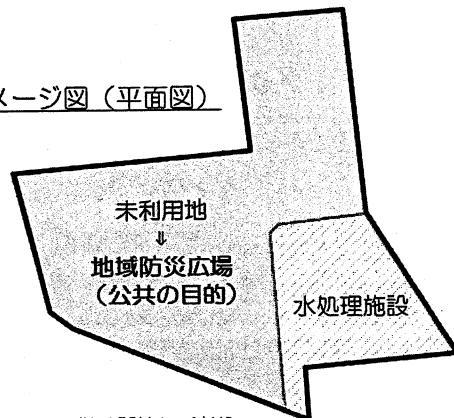 メージ図（平面図）
未利用地
⇓
地域防災広場
（公共の目的）
水処理施設